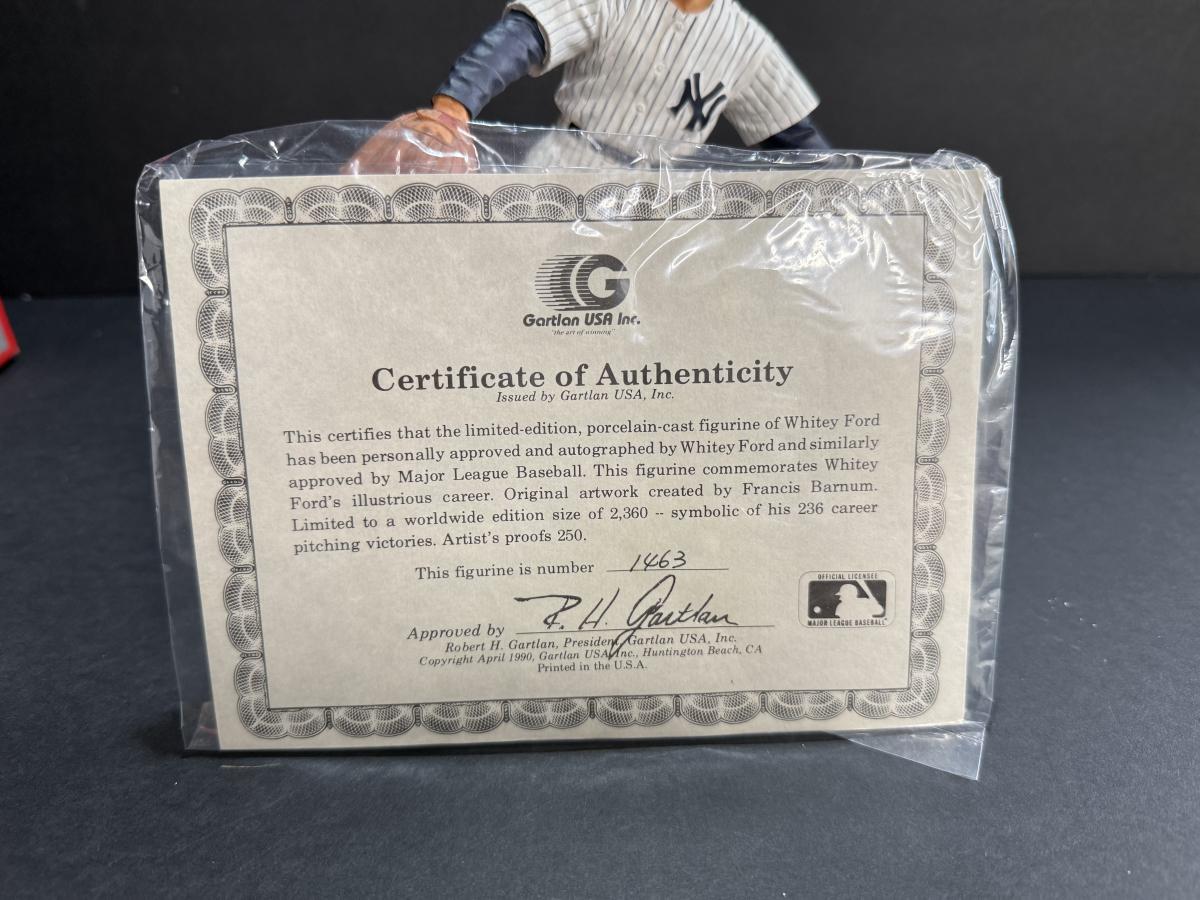 NY
G
Gartlan USA Inc.
"the art of winning"
Certificate of Authenticity
Issued by Gartlan USA, Inc.
This certifies that the limited-edition, porcelain-cast figurine of Whitey Ford
has been personally approved and autographed by Whitey Ford and similarly
approved by Major League Baseball. This figurine commemorates Whitey
Ford's illustrious career. Original artwork created by Francis Barnum.
Limited to a worldwide edition size of 2,360 -- symbolic of his 236 career
pitching victories. Artist's proofs 250.
This figurine is number 1463
Approved by R. H. Gartlan
Robert H. Gartlan, President, Gartlan USA, Inc.
Copyright April 1990, Gartlan USA, Inc., Huntington Beach, CA
Printed in the U.S.A.
OFFICIAL LICENSEE
MAJOR LEAGUE BASEBALL